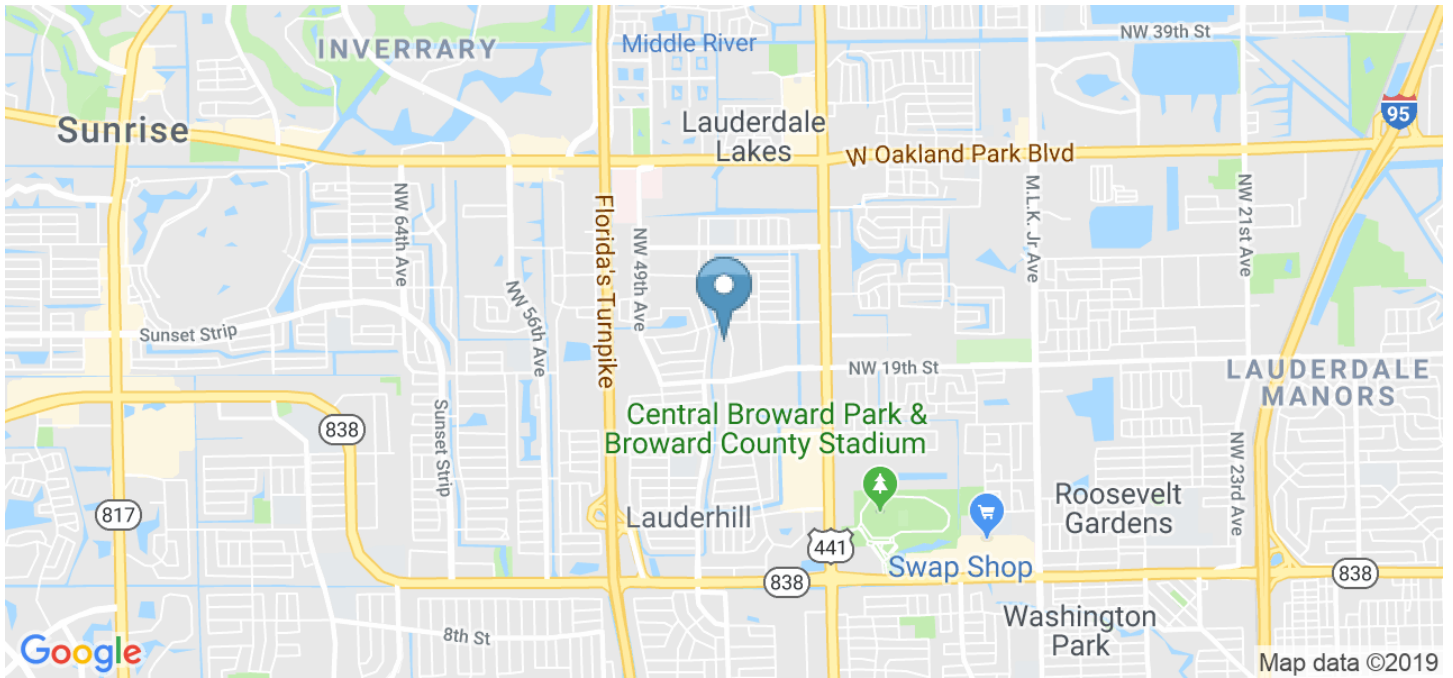 INVERRARY
Middle River
NW 39th St
95
Sunrise
Lauderdale
Lakes
W Oakland Park Blvd
NW 64th Ave
Florida's Turnpike
NW 49th Ave
M.L.K. Jr Ave
NW 21st Ave
NW 56th Ave
Sunset Strip
NW 19th St
LAUDERDALE
MANORS
Sunset Strip
838
Central Broward Park &
Broward County Stadium
NW 23rd Ave
817
Lauderhill
Roosevelt
Gardens
441
Swap Shop
838
838
8th St
Washington
Park
Google
Map data ©2019